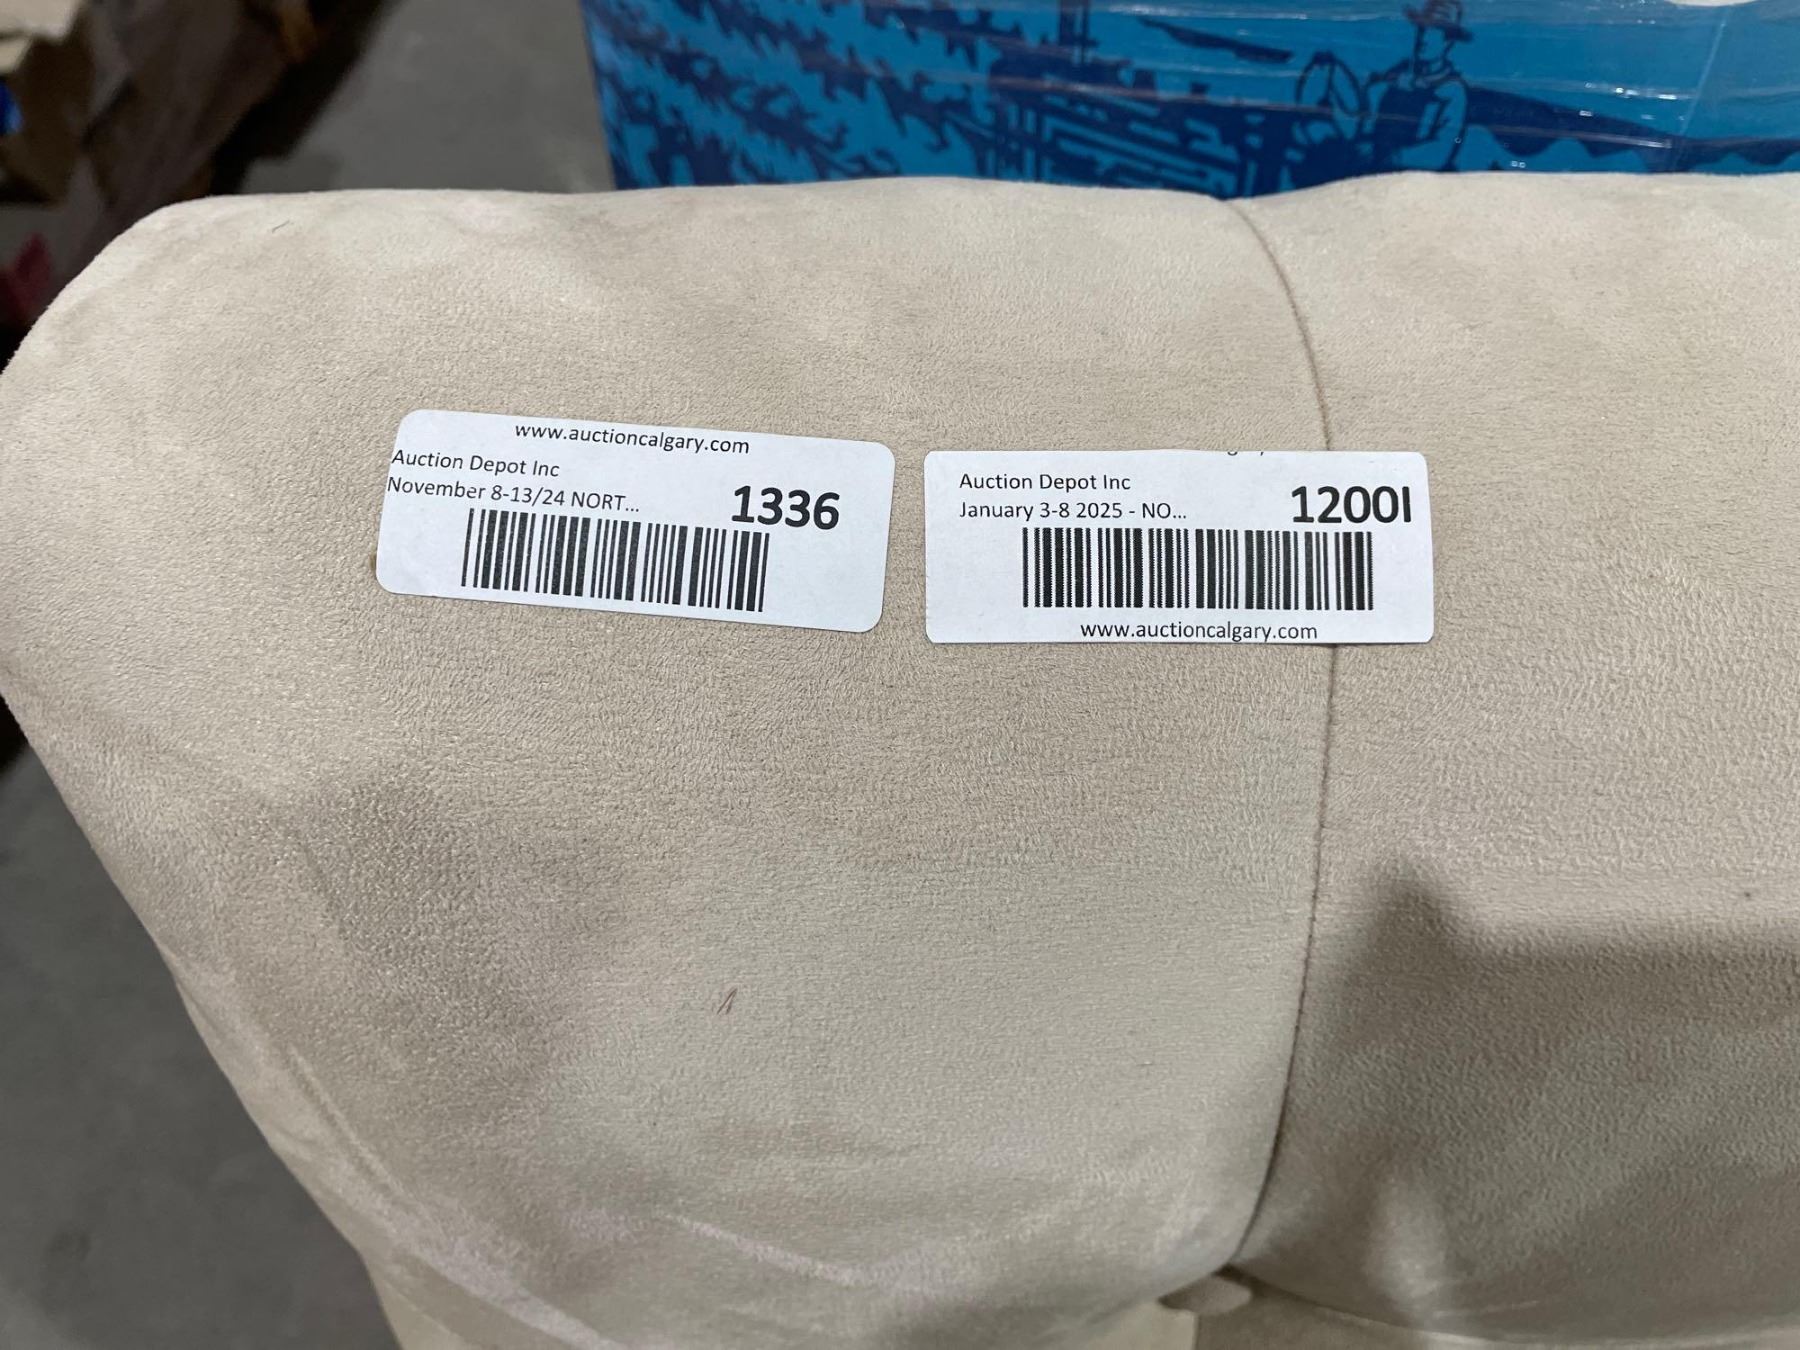 www.auctioncalgary.com
Auction Depot Inc
November 8-13/24 NORT...
1336
Auction Depot Inc
January 3-8 2025 - NO...
1200I
www.auctioncalgary.com